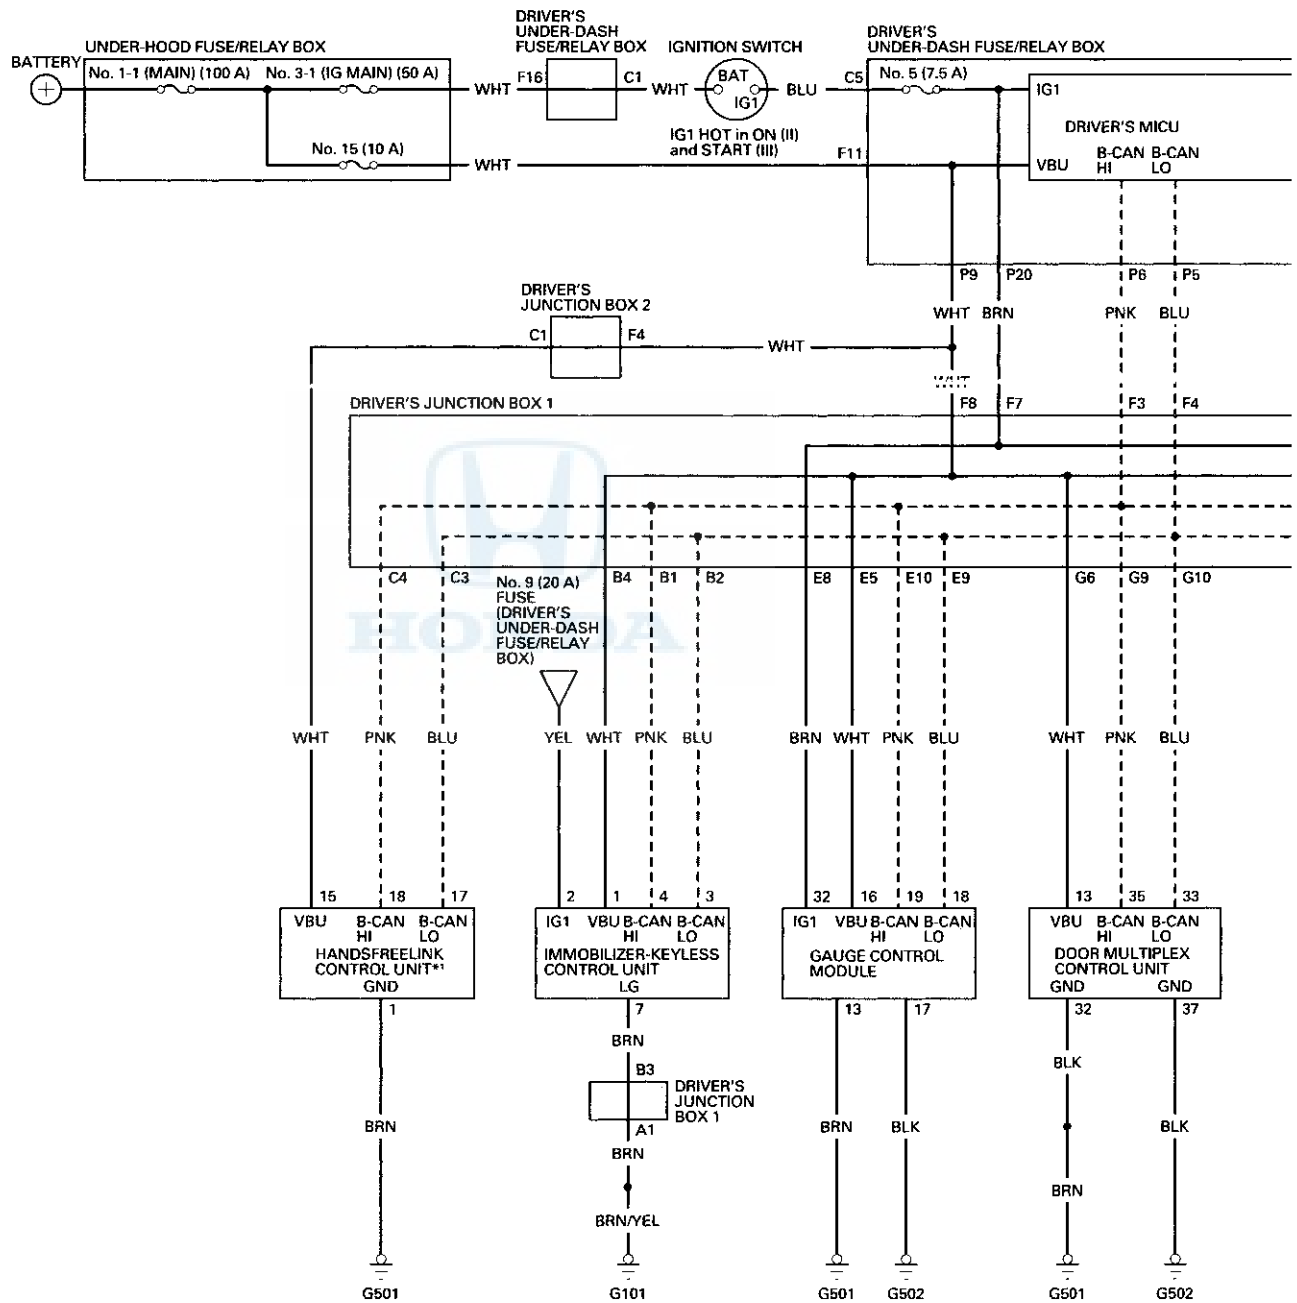 DRIVER'S
UNDER-DASH
FUSE/RELAY BOX
DRIVER'S
UNDER-DASH FUSE/RELAY BOX
UNDER-HOOD FUSE/RELAY BOX
IGNITION SWITCH
BATTERY
No. 1-1 (MAIN) (100 A)
No. 3-1 (IG MAIN) (50 A)
F16
C1
BAT
C5
No. 5 (7.5 A)
WHT
WHT
IG1
BLU
IG1
IG1 HOT in ON (II)
and START (III)
DRIVER'S MICU
No. 15 (10 A)
WHT
F11
VBU
B-CAN
HI
B-CAN
LO
P9
P20
P6
P5
DRIVER'S
JUNCTION BOX 2
WHT
BRN
PNK
BLU
C1
F4
WHT
WHT
DRIVER'S JUNCTION BOX 1
F8
F7
F3
F4
HONDA
C4
C3
B4
B1
B2
E8
E5
E10
E9
G6
G9
G10
No. 9 (20 A)
FUSE
(DRIVER'S
UNDER-DASH
FUSE/RELAY
BOX)
WHT
PNK
BLU
YEL
WHT
PNK
BLU
BRN
WHT
PNK
BLU
WHT
PNK
BLU
15
18
17
2
1
4
3
32
16
19
18
13
35
33
VBU
B-CAN
HI
B-CAN
LO
HANDSFREELINK
CONTROL UNIT*1
GND
IG1
VBU
B-CAN
HI
B-CAN
LO
IMMOBILIZER-KEYLESS
CONTROL UNIT
LG
IG1
VBU
B-CAN
HI
B-CAN
LO
GAUGE CONTROL
MODULE
VBU
B-CAN
HI
B-CAN
LO
DOOR MULTIPLEX
CONTROL UNIT
GND
GND
1
7
13
17
32
37
BRN
BLK
B3
DRIVER'S
JUNCTION
BOX 1
A1
BRN
BRN
BLK
BLK
BRN
BRN
BRN/YEL
G501
G101
G501
G502
G501
G502